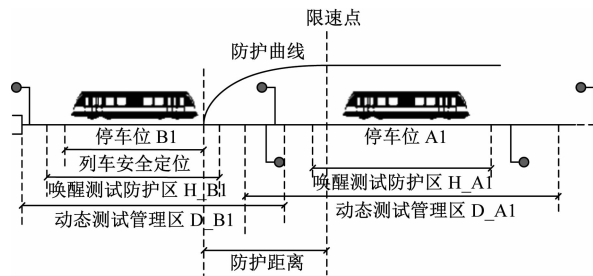 限速点
防护曲线
停车位 B1
停车位 A1
列车安全定位
唤醒测试防护区 H_B1
唤醒测试防护区 H_A1
动态测试管理区 D_B1
动态测试管理区 D_A1
防护距离